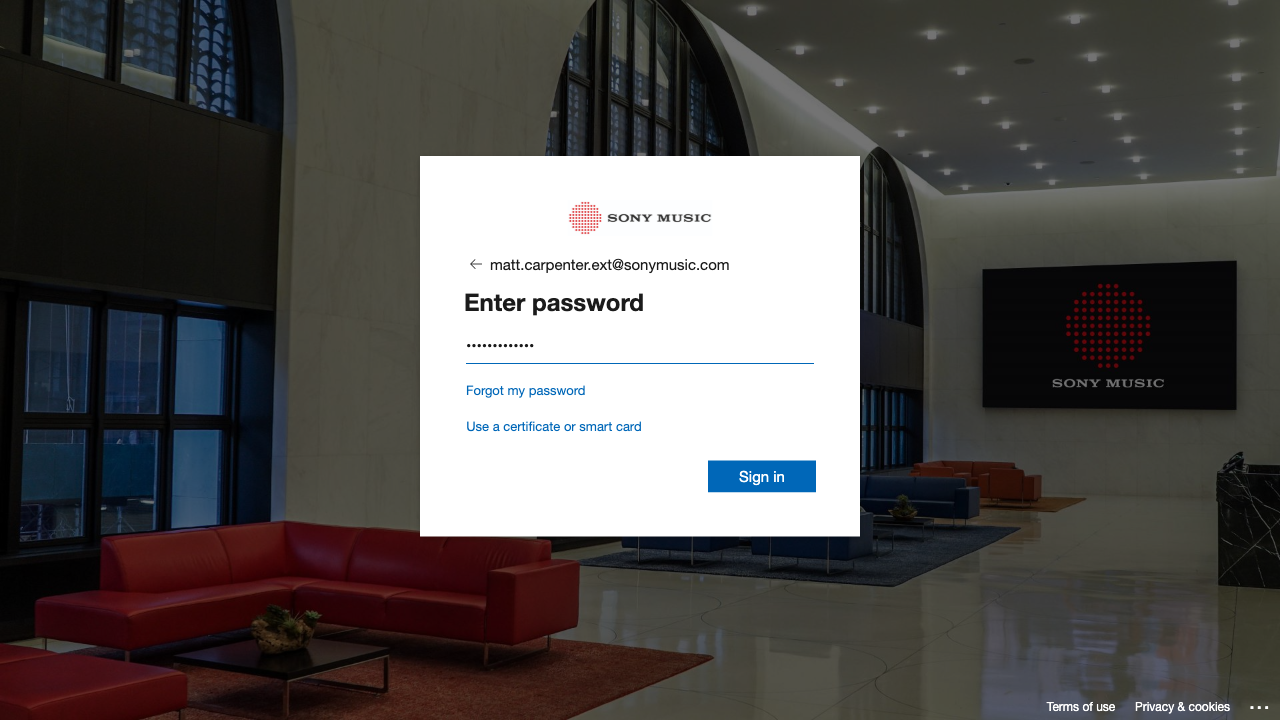 SONY MUSIC
matt.carpenter.ext@sonymusic.com
Enter password
•••••••••••••
Forgot my password
Use a certificate or smart card
Sign in
SONY MUSIC
Terms of use
Privacy & cookies